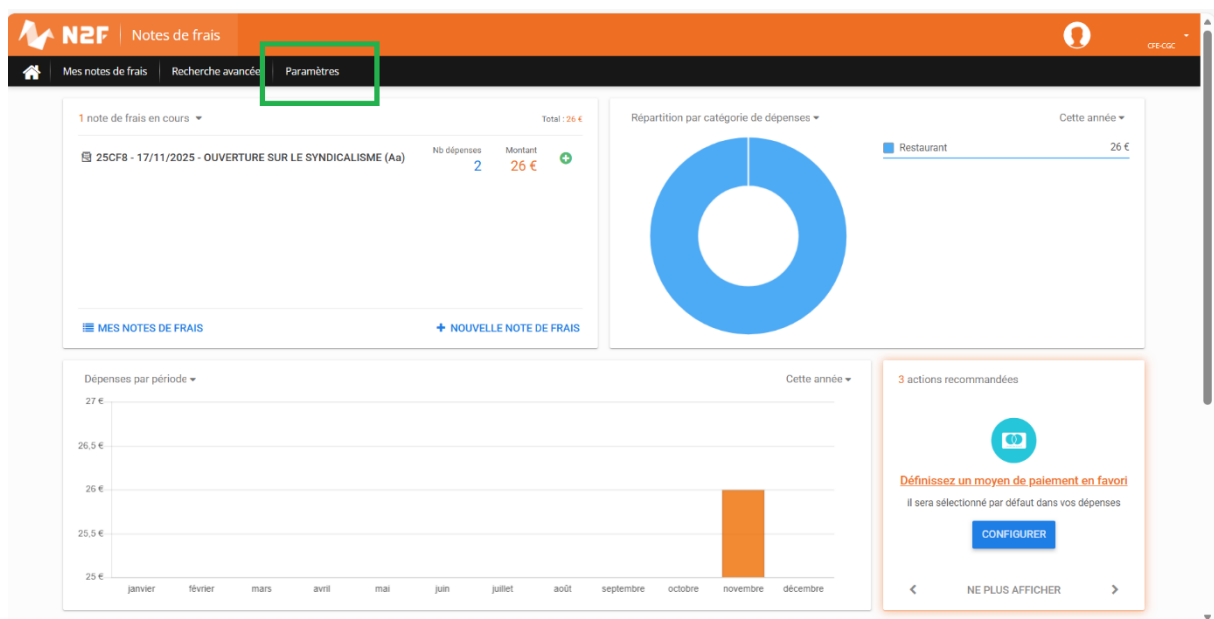 N2F Notes de frais
CFE-CGC
Mes notes de frais Recherche avancée Paramètres
1 note de frais en cours Total : 26 €
25CF8 - 17/11/2025 - OUVERTURE SUR LE SYNDICALISME (Aa)
Nb dépenses Montant
2 26 €
MES NOTES DE FRAIS + NOUVELLE NOTE DE FRAIS
Répartition par catégorie de dépenses Cette année
Restaurant 26 €
Dépenses par période Cette année
27 €
26,5 €
26 €
25,5 €
25 €
janvier février mars avril mai juin juillet août septembre octobre novembre décembre
3 actions recommandées
Définissez un moyen de paiement en favori
il sera sélectionné par défaut dans vos dépenses
CONFIGURER
NE PLUS AFFICHER